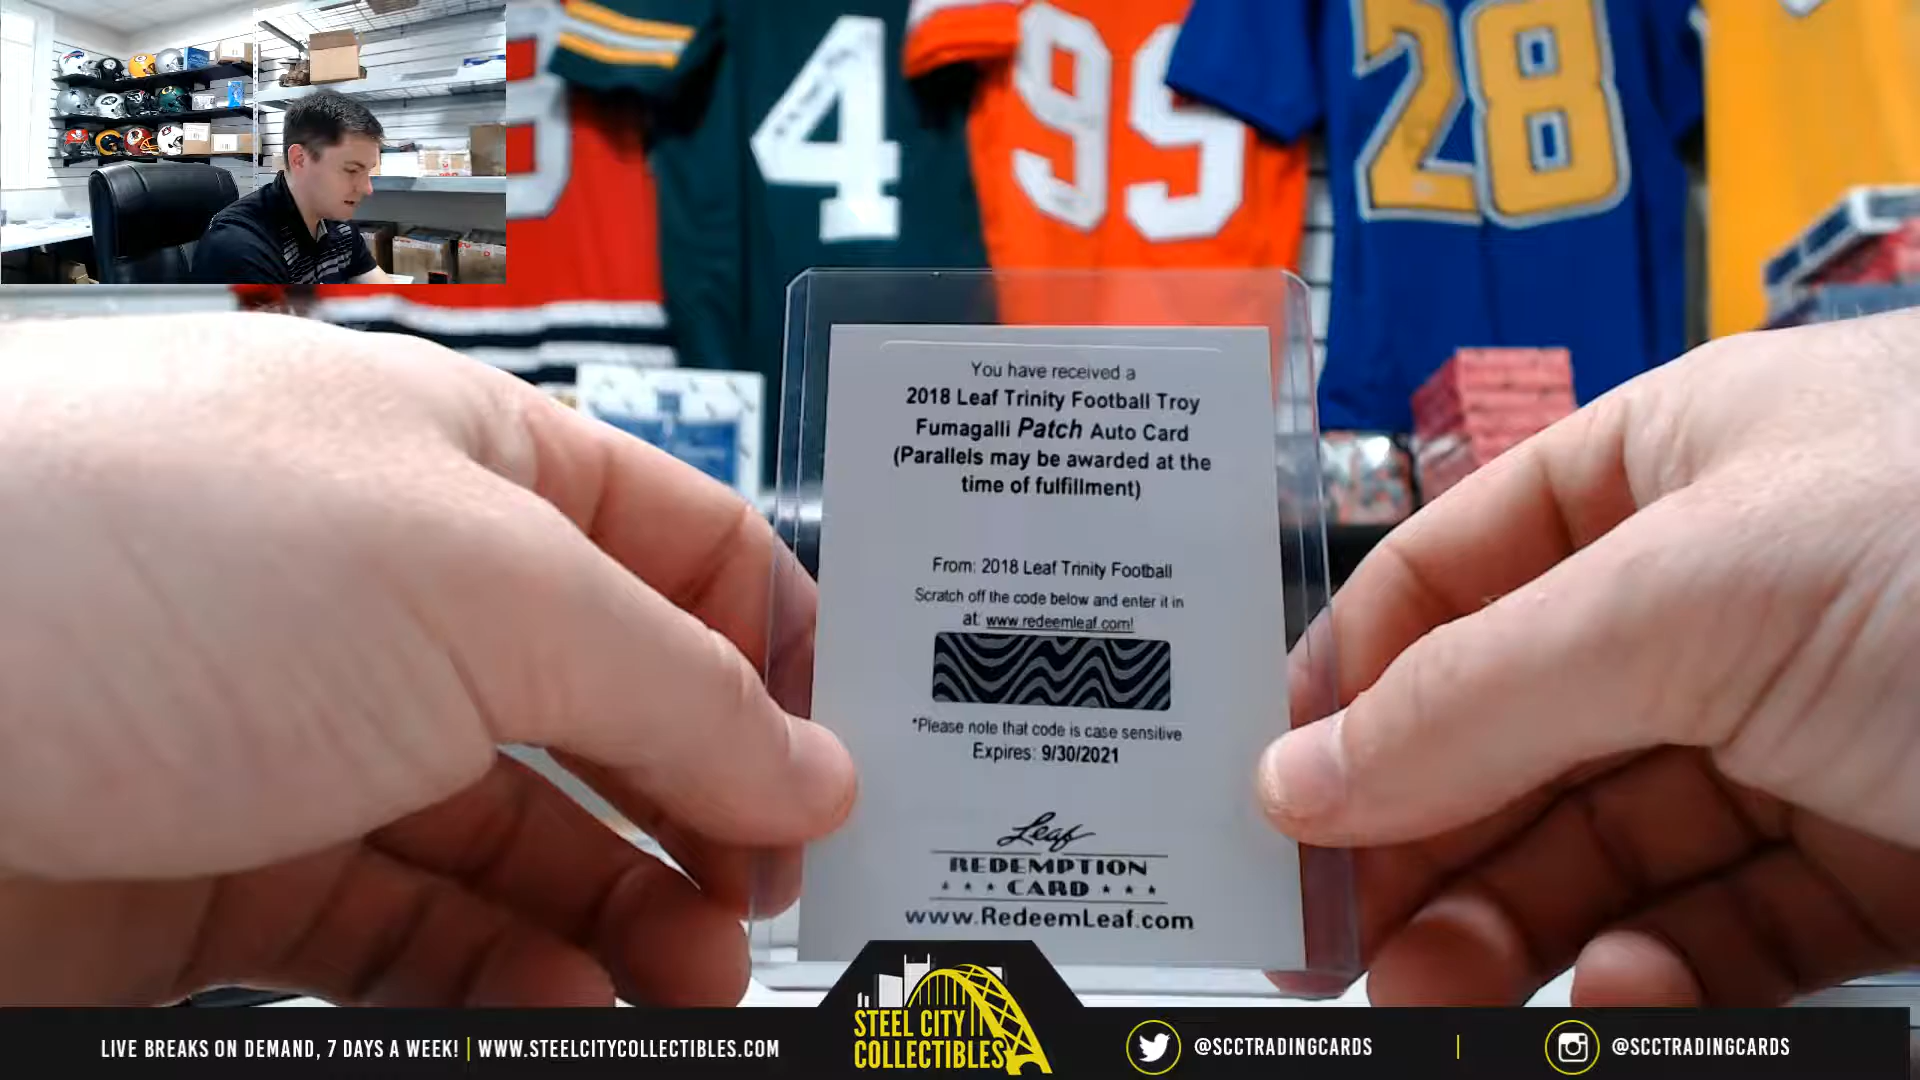 4
99
28
You have received a
2018 Leaf Trinity Football Troy
Fumagalli Patch Auto Card
(Parallels may be awarded at the
time of fulfillment)
From: 2018 Leaf Trinity Football
Scratch off the code below and enter it in
at: www.redeemleaf.com!
*Please note that code is case sensitive
Expires: 9/30/2021
Leaf
REDEMPTION
CARD
www.RedeemLeaf.com
LIVE BREAKS ON DEMAND, 7 DAYS A WEEK! | WWW.STEELCITYCOLLECTIBLES.COM
STEEL CITY
COLLECTIBLES
@SCCTRADINGCARDS | @SCCTRADINGCARDS